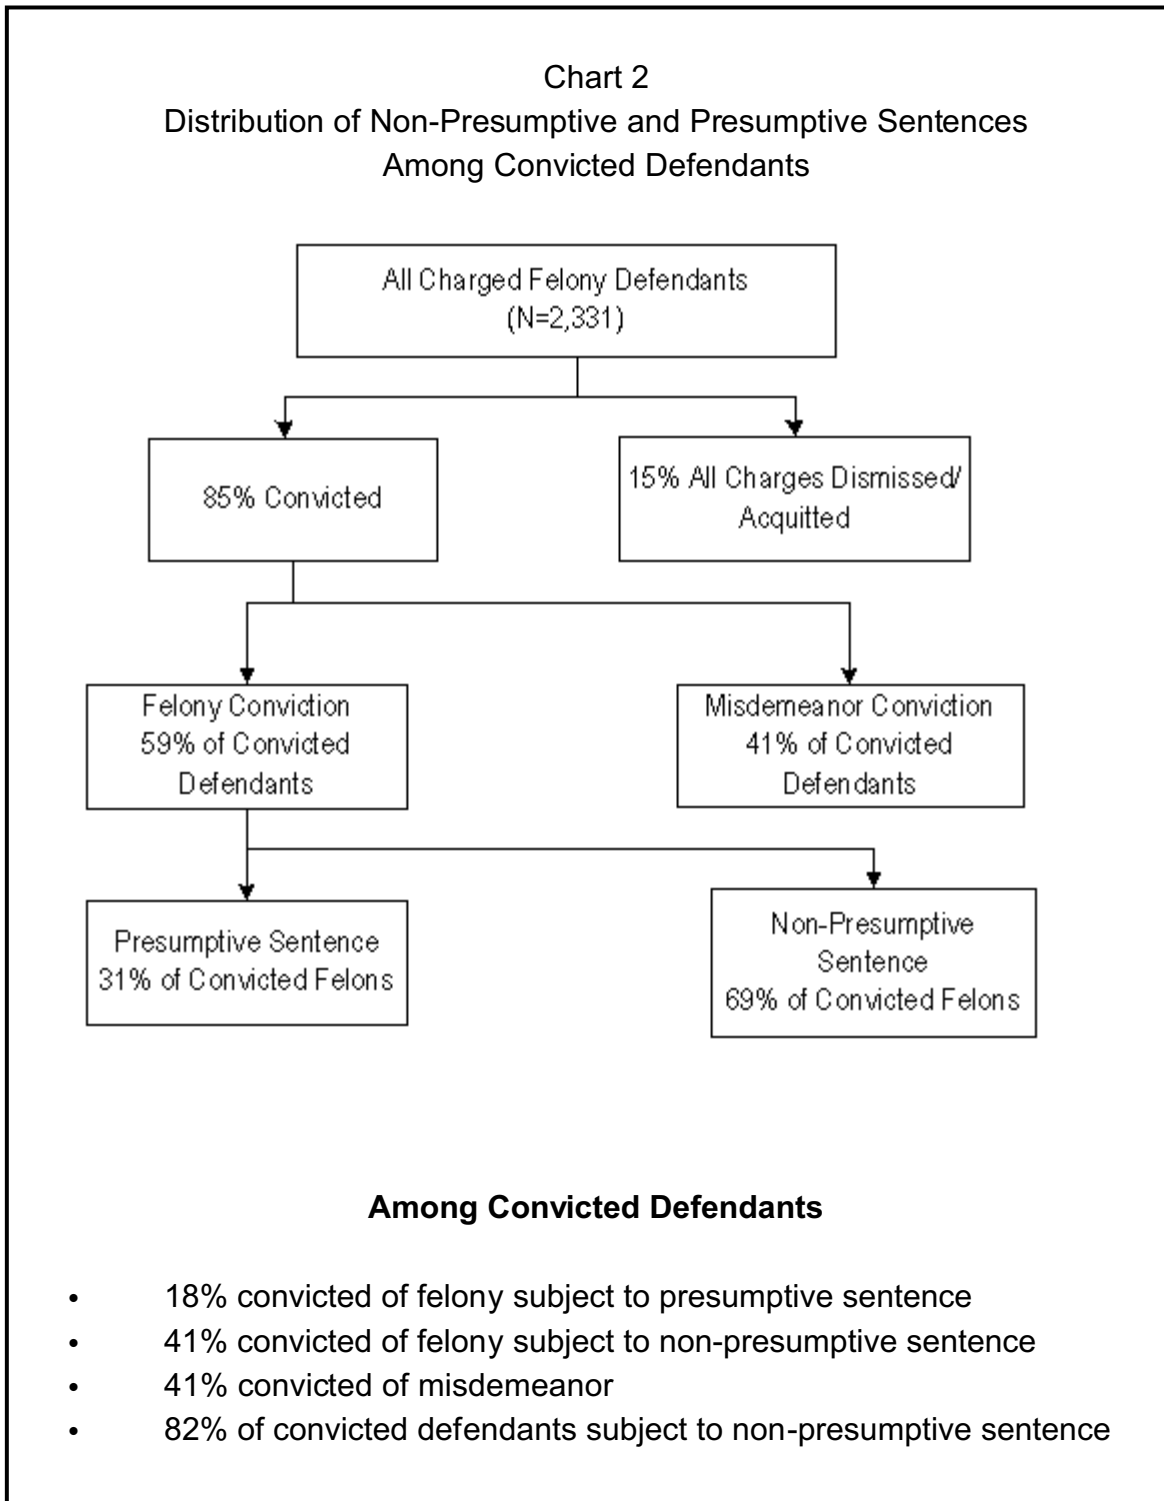 Chart 2
Distribution of Non-Presumptive and Presumptive Sentences
Among Convicted Defendants
All Charged Felony Defendants
(N=2,331)
85% Convicted
15% All Charges Dismissed/
Acquitted
Felony Conviction
59% of Convicted
Defendants
Misdemeanor Conviction
41% of Convicted
Defendants
Presumptive Sentence
31% of Convicted Felons
Non-Presumptive
Sentence
69% of Convicted Felons
Among Convicted Defendants
• 18% convicted of felony subject to presumptive sentence
• 41% convicted of felony subject to non-presumptive sentence
• 41% convicted of misdemeanor
• 82% of convicted defendants subject to non-presumptive sentence